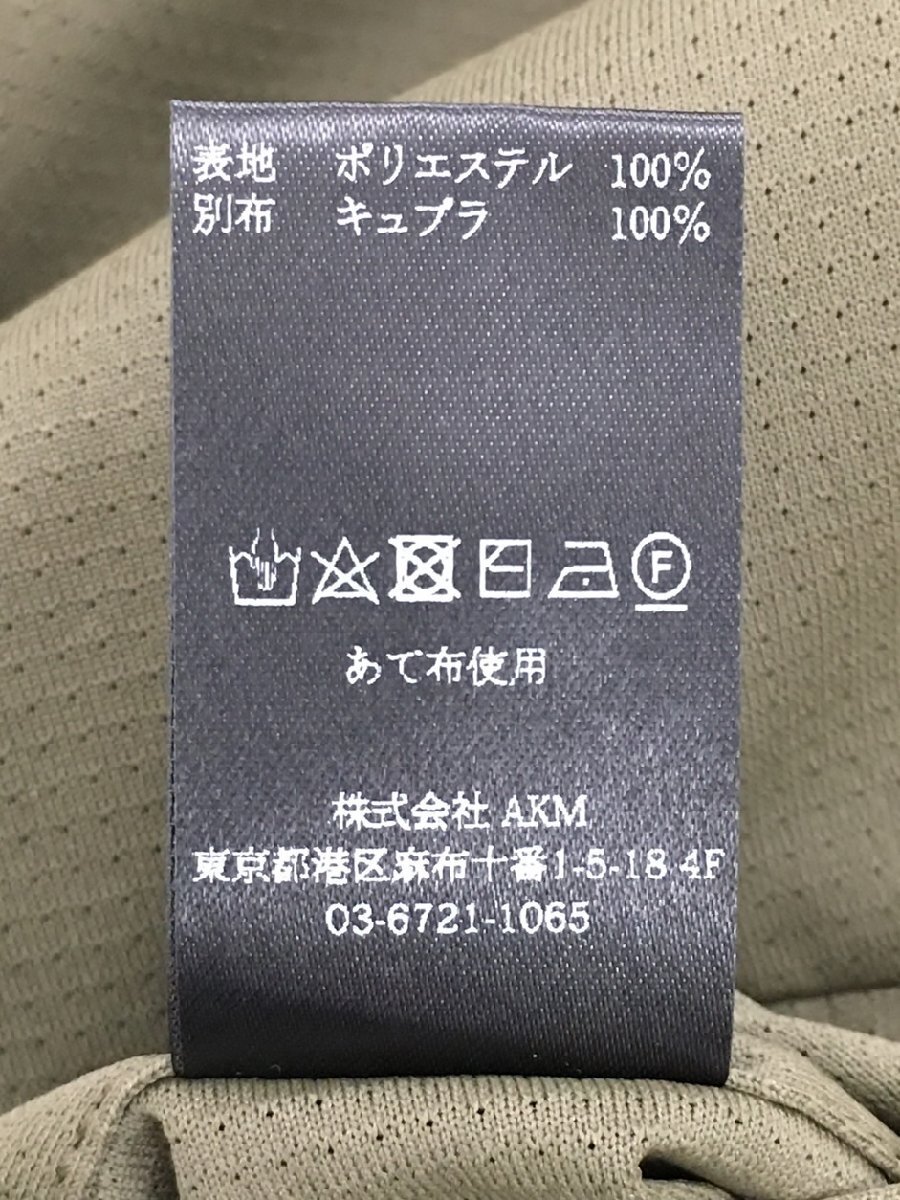 表地 ポリエステル 100%
別布 キュプラ 100%
F
あて布使用
株式会社 AKM
東京都港区麻布十番1-5-18 4F
03-6721-1065